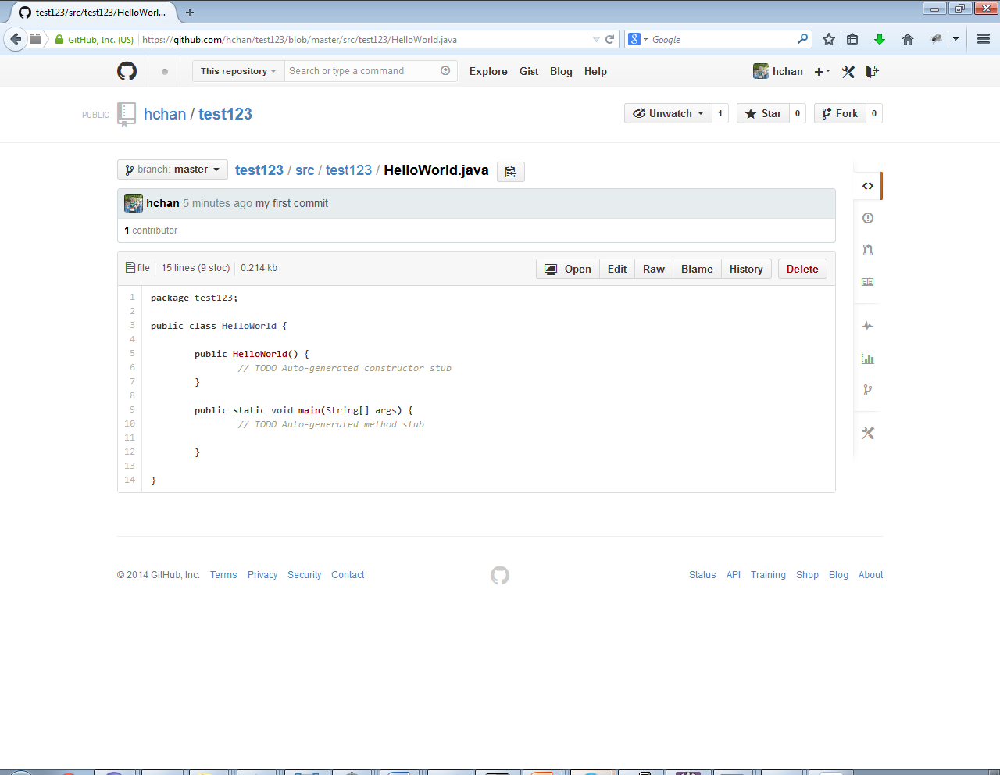 test123/src/test123/HelloWorl...
GitHub, Inc. (US) https://github.com/hchan/test123/blob/master/src/test123/HelloWorld.java Google
This repository Search or type a command Explore Gist Blog Help hchan
PUBLIC hchan / test123 Unwatch 1 Star 0 Fork 0
branch: master test123 / src / test123 / HelloWorld.java
hchan 5 minutes ago my first commit
1 contributor
file 15 lines (9 sloc) 0.214 kb Open Edit Raw Blame History Delete
1 package test123;
2
3 public class HelloWorld {
4
5 public HelloWorld() {
6 // TODO Auto-generated constructor stub
7 }
8
9 public static void main(String[] args) {
10 // TODO Auto-generated method stub
11
12 }
13
14 }
© 2014 GitHub, Inc. Terms Privacy Security Contact Status API Training Shop Blog About